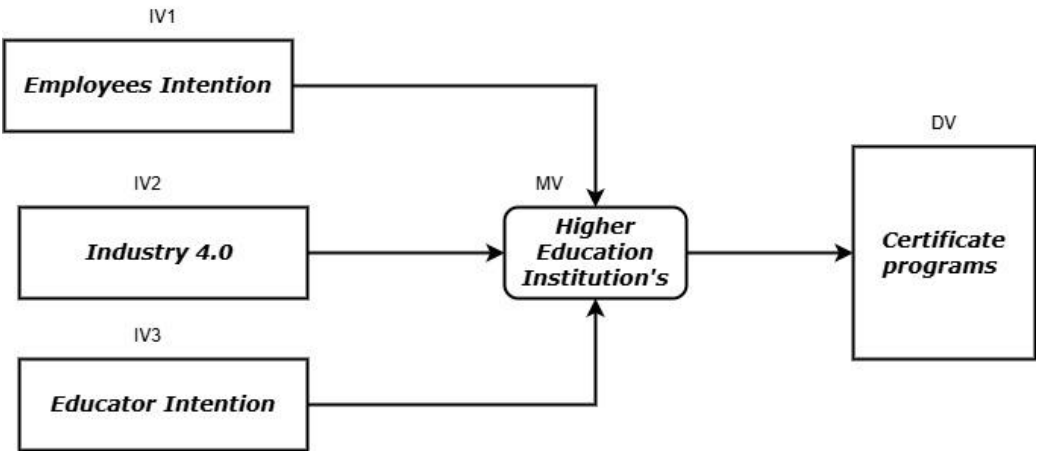 IV1
Employees Intention
IV2
Industry 4.0
IV3
Educator Intention
MV
Higher
Education
Institution's
DV
Certificate
programs